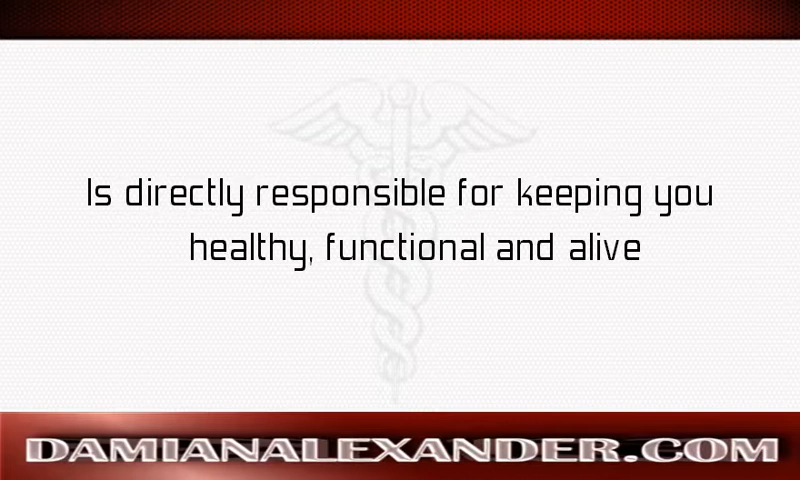 Is directly responsible for keeping you
healthy, functional and alive
DAMIANALEXANDER.COM